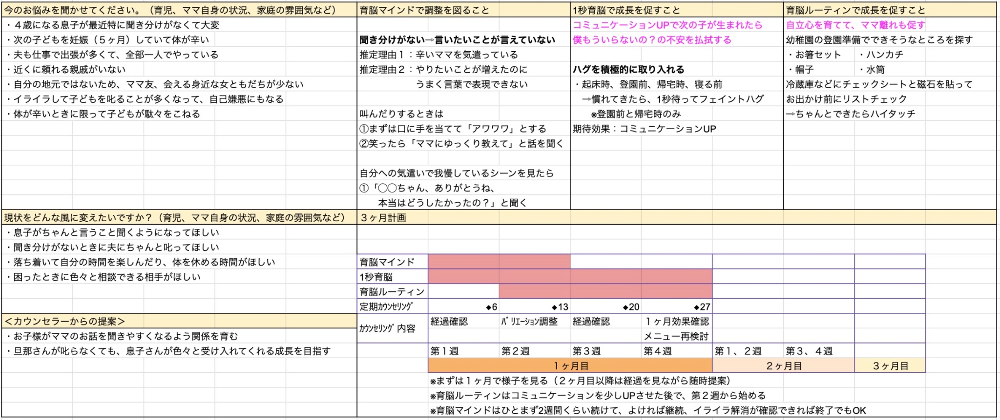 今のお悩みを聞かせてください。（育児、ママ自身の状況、家庭の雰囲気など）
・４歳になる息子が最近特に聞き分けがなくて大変
・次の子どもを妊娠（５ヶ月）していて体が辛い
・夫も仕事で出張が多くて、全部一人でやっている
・近くに頼れる親戚がいない
・自分の地元ではないため、ママ友、会える身近な女ともだちが少ない
・イライラして子どもを叱ることが多くなって、自己嫌悪にもなる
・体が辛いときに限って子どもが駄々をこねる
育脳マインドで調整を図ること
聞き分けがない⇨言いたいことが言えていない
推定理由１：辛いママを気遣っている
推定理由２：やりたいことが増えたのに
うまく言葉で表現できない
叫んだりするときは
①まずは口に手を当てて「アワワワ」とする
②笑ったら「ママにゆっくり教えて」と話を聞く
自分への気遣いで我慢しているシーンを見たら
①「◯◯ちゃん、ありがとうね、
本当はどうしたかったの？」と聞く
1秒育脳で成長を促すこと
コミュニケーションUPで次の子が生まれたら
僕もういらないの？の不安を払拭する
ハグを積極的に取り入れる
・起床時、登園前、帰宅時、寝る前
⇨慣れてきたら、1秒待ってフェイントハグ
※登園前と帰宅時のみ
期待効果：コミュニケーションUP
育脳ルーティンで成長を促すこと
自立心を育てて、ママ離れも促す
幼稚園の登園準備でできそうなところを探す
・お箸セット　・ハンカチ
・帽子　・水筒
冷蔵庫などにチェックシートと磁石を貼って
お出かけ前にリストチェック
⇨ちゃんとできたらハイタッチ
現状をどんな風に変えたいですか？（育児、ママ自身の状況、家庭の雰囲気など）
・息子がちゃんと言うこと聞くようになってほしい
・聞き分けがないときに夫にちゃんと叱ってほしい
・落ち着いて自分の時間を楽しんだり、体を休める時間がほしい
・困ったときに色々と相談できる相手がほしい
＜カウンセラーからの提案＞
・お子様がママのお話を聞きやすくなるよう関係を育む
・旦那さんが叱らなくても、息子さんが色々と受け入れてくれる成長を目指す
３ヶ月計画
育脳マインド
1秒育脳
育脳ルーティン
定期ｶｳﾝｾﾘﾝｸﾞ　◆6　◆13　◆20　◆27
ｶｳﾝｾﾘﾝｸﾞ内容　経過確認　ﾊﾞﾘｴｰｼｮﾝ調整　経過確認　１ヶ月効果確認
メニュー再検討
第１週　第２週　第３週　第４週　第１、２週　第３、４週
１ヶ月目　２ヶ月目　３ヶ月目
※まずは１ヶ月で様子を見る（２ヶ月目以降は経過を見ながら随時提案）
※育脳ルーティンはコミュニケーションを少しUPさせた後で、第２週から始める
※育脳マインドはひとまず2週間くらい続けて、よければ継続、イライラ解消が確認できれば終了でもOK